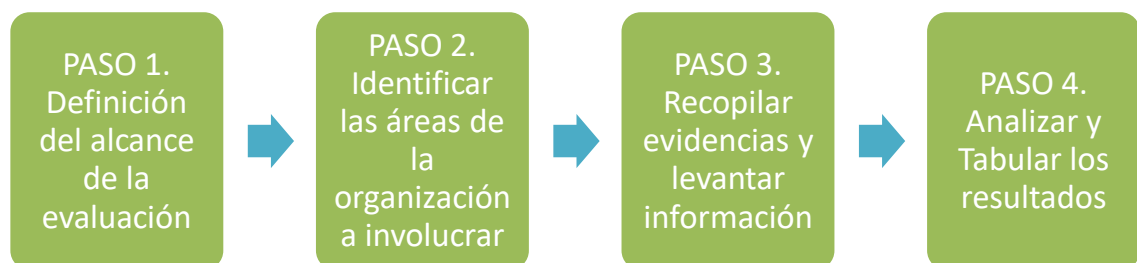 PASO 1.
Definición
del alcance
de la
evaluación
PASO 2.
Identificar
las áreas de
la
organización
a involucrar
PASO 3.
Recopilar
evidencias y
levantar
información
PASO 4.
Analizar y
Tabular los
resultados